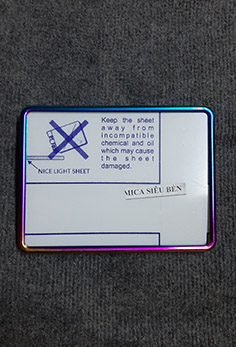 Keep the sheet
away from
incompatible
chemical and oil
which may cause
the sheet
damaged.
NICE LIGHT SHEET
MICA SIÊU BỀN